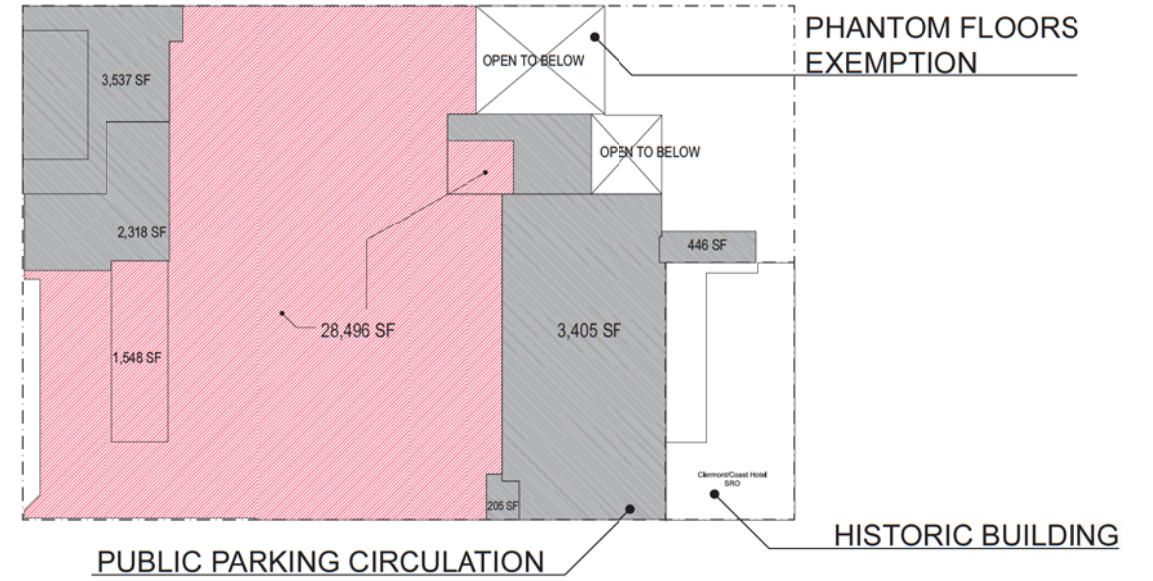 PHANTOM FLOORS
EXEMPTION
OPEN TO BELOW
3,537 SF
OPEN TO BELOW
2,318 SF
446 SF
28,496 SF
3,405 SF
1,548 SF
Clermont/Coast Hotel
SRO
205 SF
HISTORIC BUILDING
PUBLIC PARKING CIRCULATION